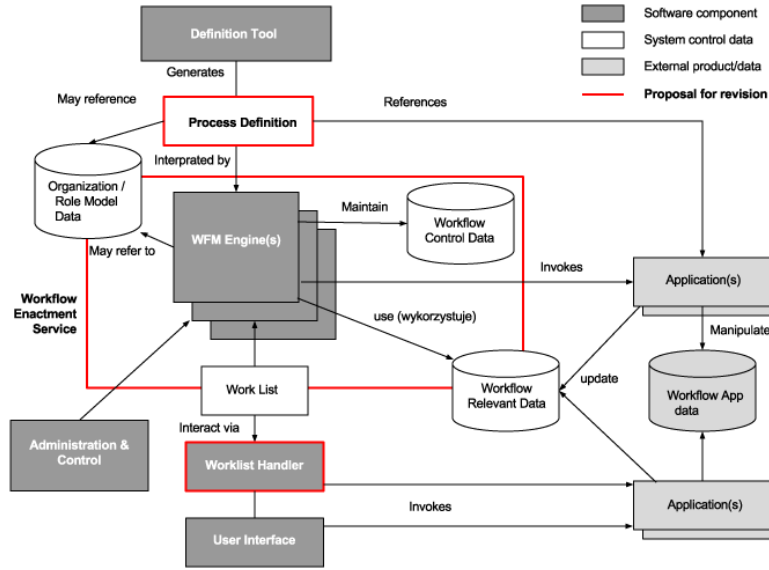 Definition Tool
Software component
System control data
External product/data
Proposal for revision
Generates
May reference
References
Process Definition
Interprated by
Organization /
Role Model
Data
Maintain
Workflow
Control Data
WFM Engine(s)
May refer to
Invokes
Application(s)
Workflow
Enactment
Service
use (wykorzystuje)
Manipulate
update
Work List
Workflow
Relevant Data
Workflow App
data
Interact via
Administration &
Control
Worklist Handler
Invokes
Application(s)
User Interface